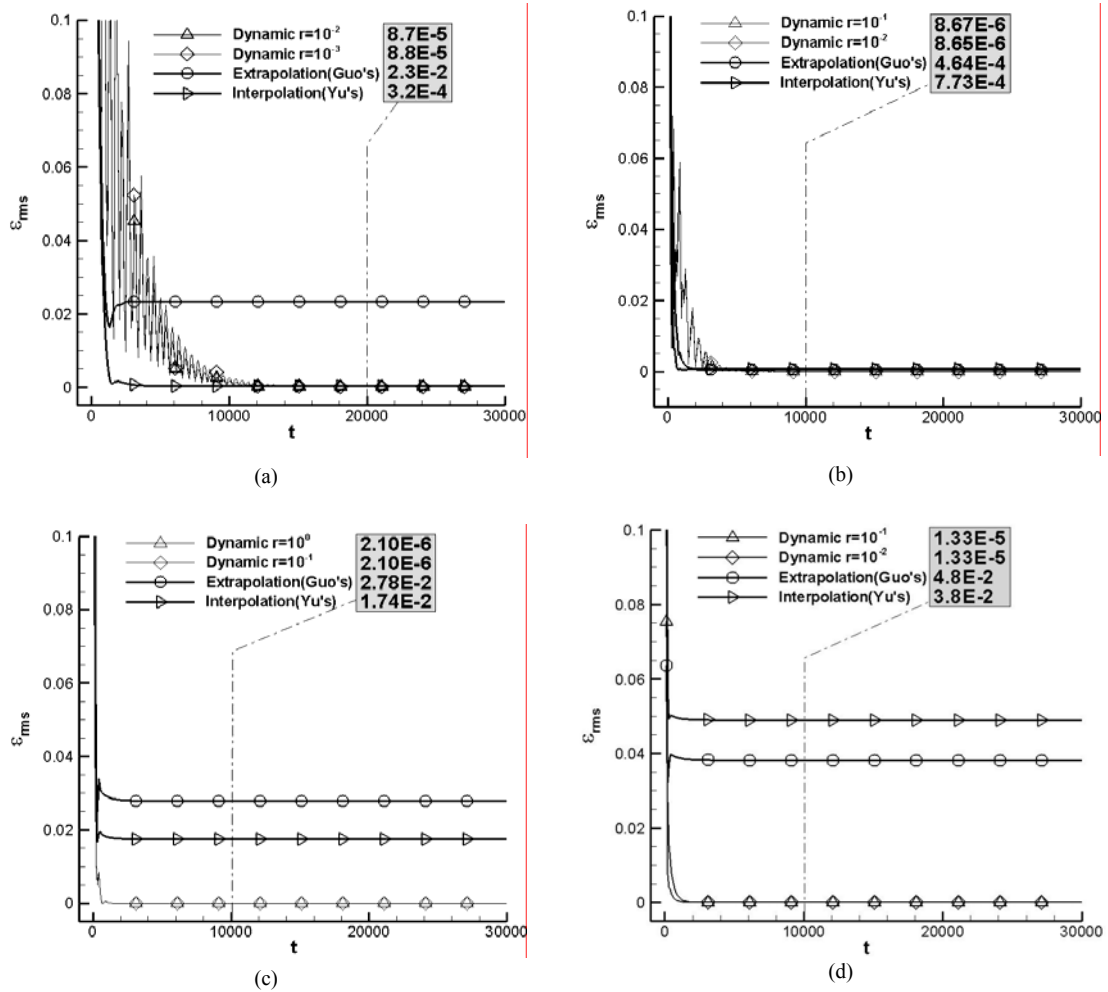 0.1
0.08
0.06
0.04
0.02
0
εrms
Dynamic r=10⁻²
Dynamic r=10⁻³
Extrapolation(Guo's)
Interpolation(Yu's)
8.7E-5
8.8E-5
2.3E-2
3.2E-4
0 10000 20000 30000
t
(a)
0.1
0.08
0.06
0.04
0.02
0
εrms
Dynamic r=10⁻¹
Dynamic r=10⁻²
Extrapolation(Guo's)
Interpolation(Yu's)
8.67E-6
8.65E-6
4.64E-4
7.73E-4
0 10000 20000 30000
t
(b)
0.1
0.08
0.06
0.04
0.02
0
εrms
Dynamic r=10⁰
Dynamic r=10⁻¹
Extrapolation(Guo's)
Interpolation(Yu's)
2.10E-6
2.10E-6
2.78E-2
1.74E-2
0 10000 20000 30000
t
(c)
0.1
0.08
0.06
0.04
0.02
0
εrms
Dynamic r=10⁻¹
Dynamic r=10⁻²
Extrapolation(Guo's)
Interpolation(Yu's)
1.33E-5
1.33E-5
4.8E-2
3.8E-2
0 10000 20000 30000
t
(d)